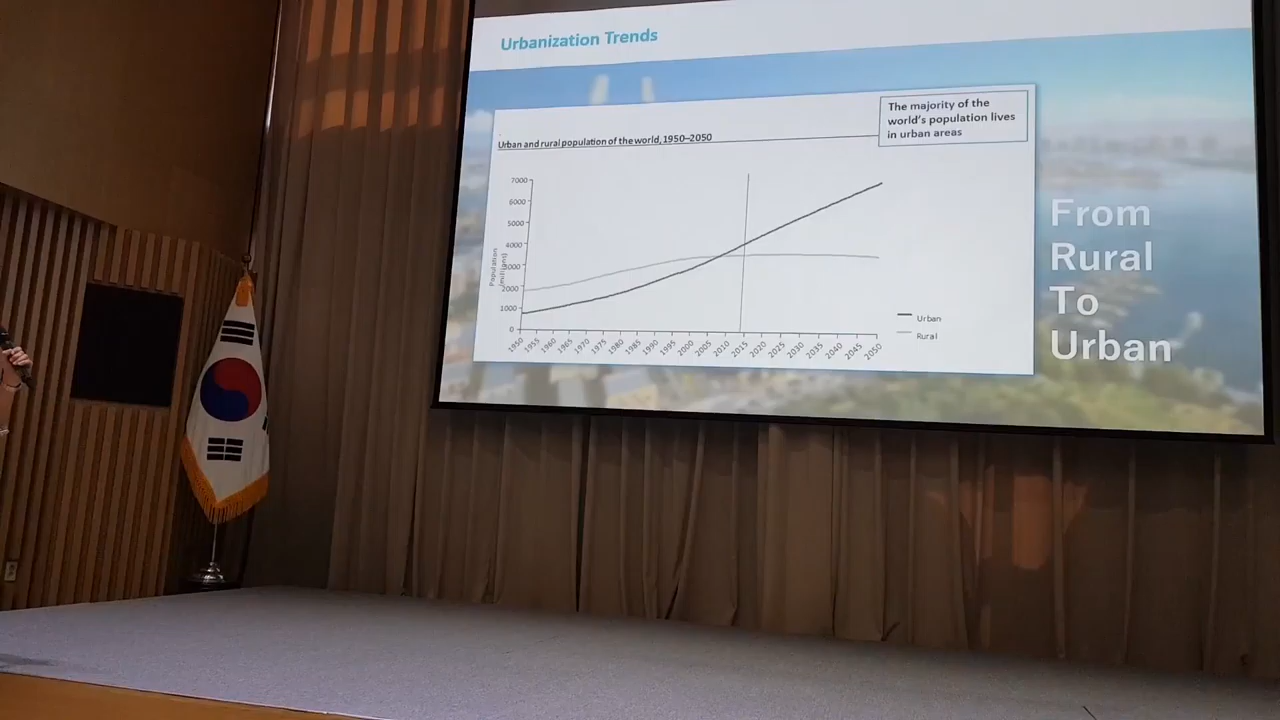 Urbanization Trends
The majority of the
world's population lives
in urban areas
Urban and rural population of the world, 1950–2050
Population
(millions)
7000
6000
5000
4000
3000
2000
1000
0
1950 1955 1960 1965 1970 1975 1980 1985 1990 1995 2000 2005 2010 2015 2020 2025 2030 2035 2040 2045 2050
Urban
Rural
From
Rural
To
Urban